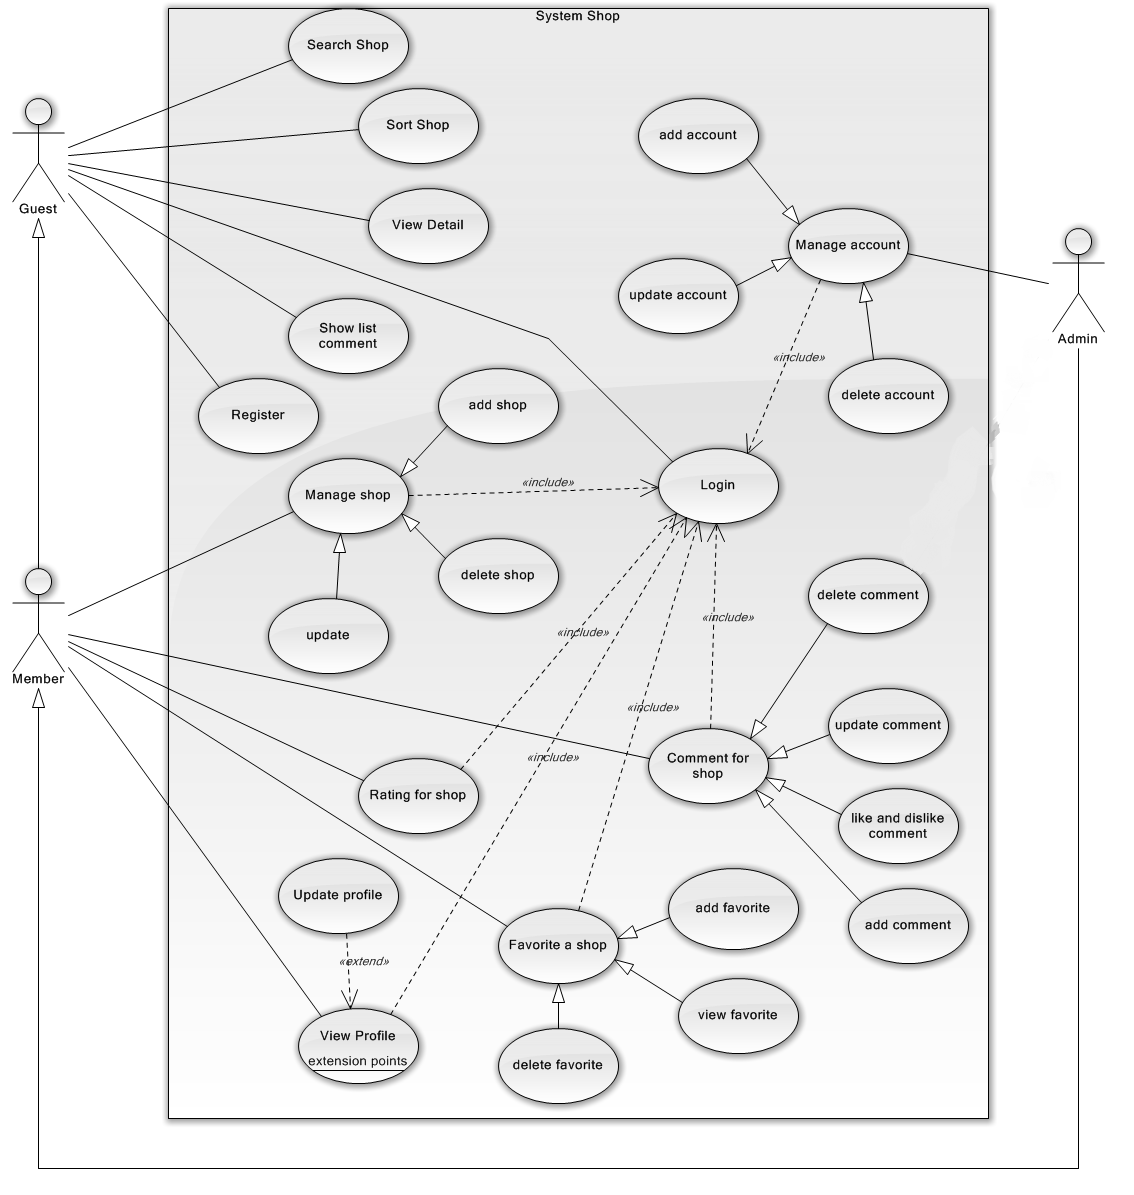 System Shop
Search Shop
Sort Shop
add account
Guest
View Detail
Manage account
update account
Show list
comment
Admin
«include»
delete account
add shop
Register
Manage shop
«include»
Login
delete shop
delete comment
«include»
«include»
update
Member
«include»
update comment
Comment for
shop
«include»
Rating for shop
like and dislike
comment
Update profile
add favorite
add comment
Favorite a shop
«extend»
view favorite
View Profile
extension points
delete favorite